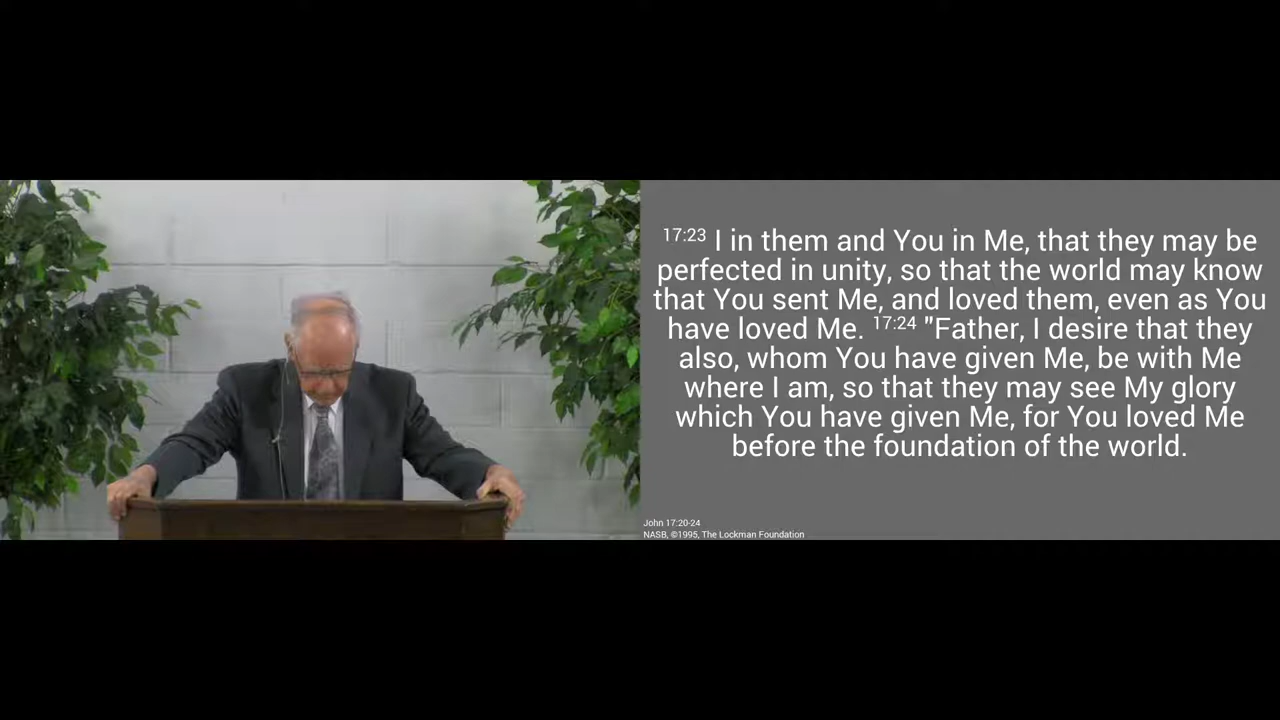 17:23 I in them and You in Me, that they may be
perfected in unity, so that the world may know
that You sent Me, and loved them, even as You
have loved Me. 17:24 "Father, I desire that they
also, whom You have given Me, be with Me
where I am, so that they may see My glory
which You have given Me, for You loved Me
before the foundation of the world.
John 17:20-24
NASB, ©1995, The Lockman Foundation